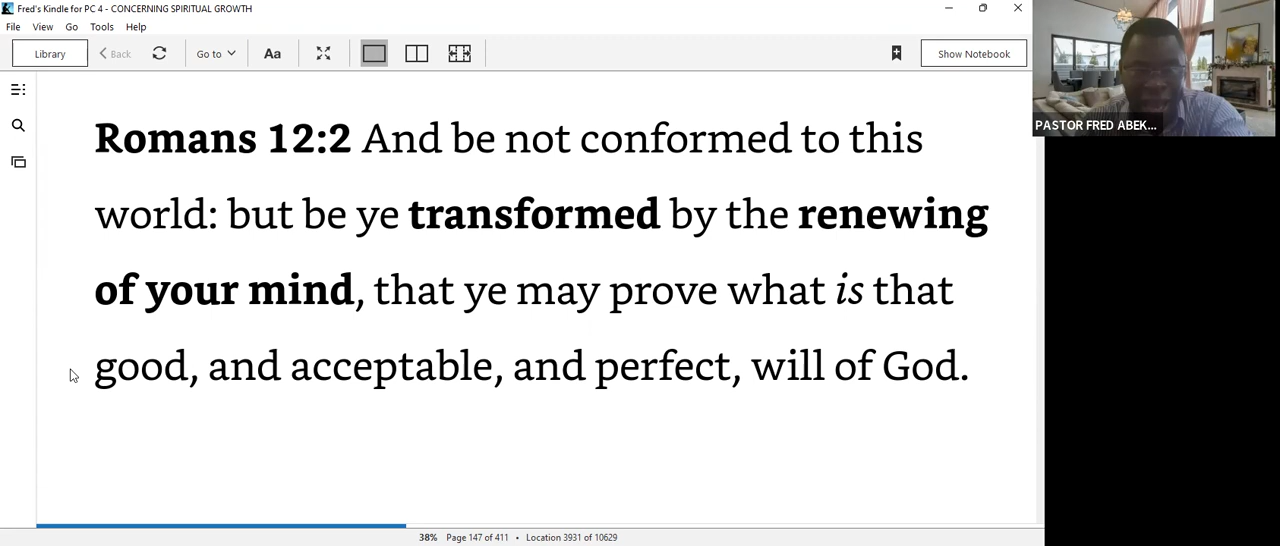 Fred's Kindle for PC 4 - CONCERNING SPIRITUAL GROWTH
File View Go Tools Help
Library Back Go to Aa Show Notebook
PASTOR FRED ABEK...
Romans 12:2 And be not conformed to this
world: but be ye transformed by the renewing
of your mind, that ye may prove what is that
good, and acceptable, and perfect, will of God.
38% Page 147 of 411 • Location 3931 of 10629